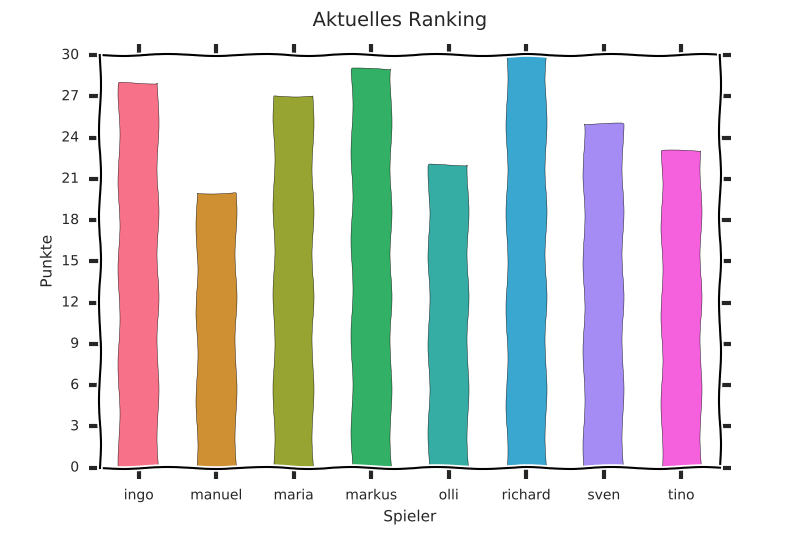 Aktuelles Ranking
30
27
24
21
18
15
12
9
6
3
0
Punkte
ingo manuel maria markus olli richard sven tino
Spieler